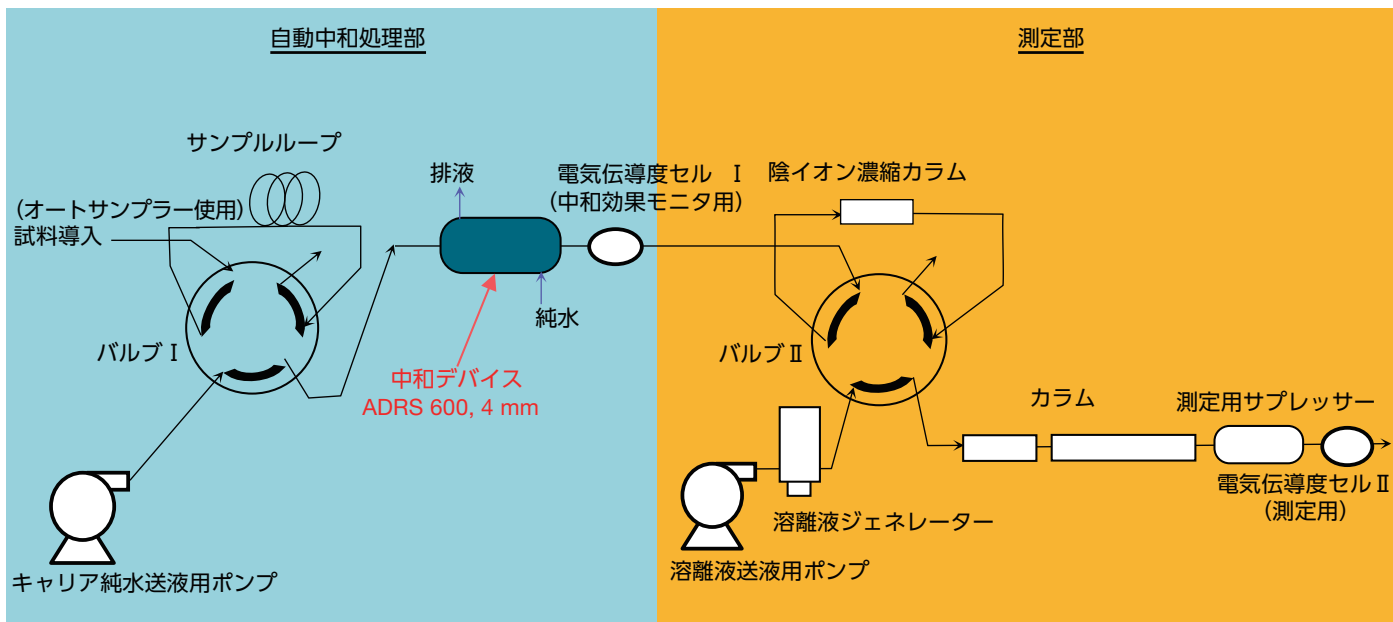 自動中和処理部
測定部
サンプルループ
(オートサンプラー使用)
試料導入
排液
電気伝導度セル Ⅰ
(中和効果モニタ用)
陰イオン濃縮カラム
純水
バルブⅠ
バルブⅡ
中和デバイス
ADRS 600, 4 mm
カラム
測定用サプレッサー
電気伝導度セルⅡ
(測定用)
溶離液ジェネレーター
キャリア純水送液用ポンプ
溶離液送液用ポンプ